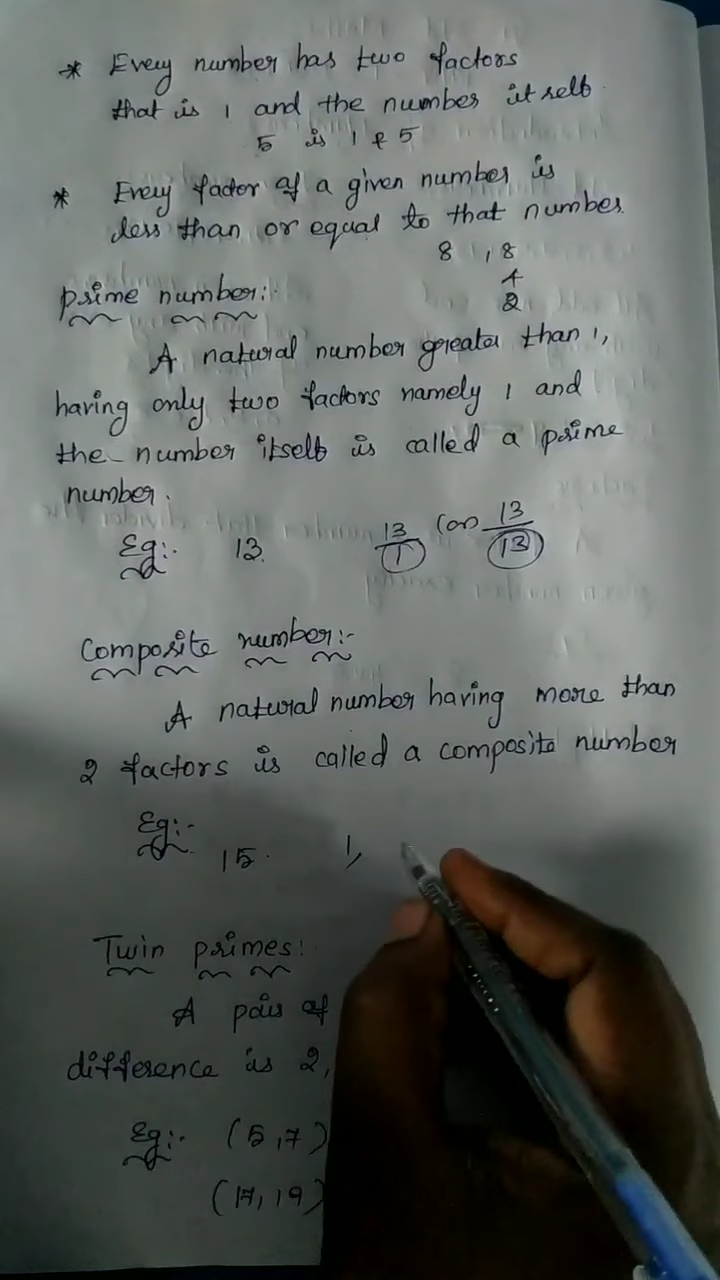 * Every number has two factors
that is 1 and the number itself.
5 is 1 & 5
* Every factor of a given number is
less than or equal to that number.
8 , 8
4
2
prime number:-
A natural number greater than 1,
having only two factors namely 1 and
the number itself is called a prime
number.
Eg:- 13. 13/1 (or) 13/13
Composite number:-
A natural number having more than
2 factors is called a composite number
Eg:-
15. 1,
Twin primes:-
A pair of
difference is 2,
Eg:- (5,7)
(17,19)